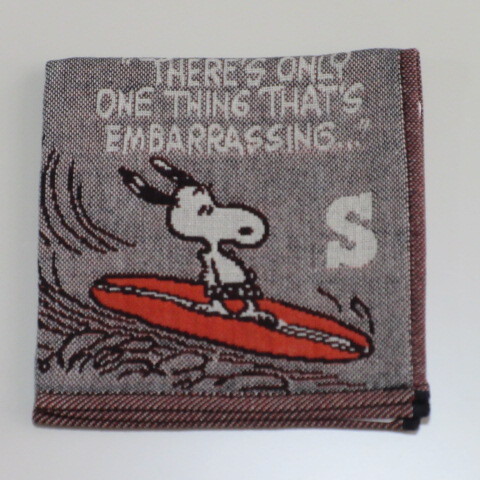 "THERE'S ONLY
ONE THING THAT'S
EMBARRASSING..."
S